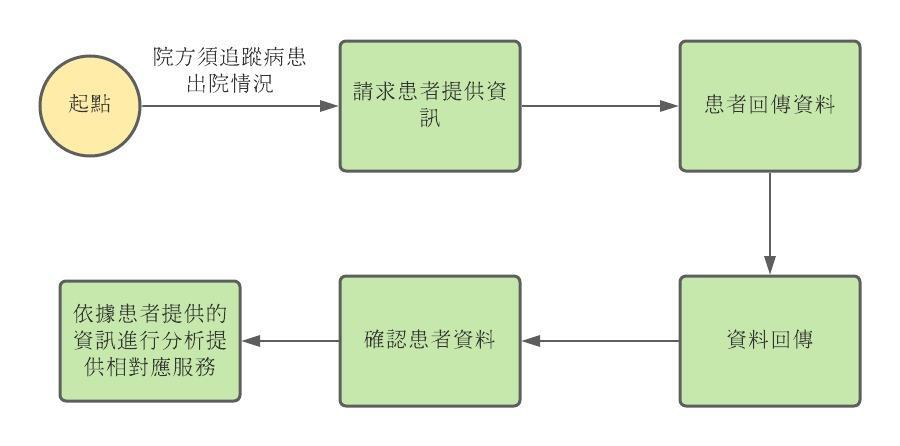 起點
院方須追蹤病患
出院情況
請求患者提供資
訊
患者回傳資料
資料回傳
確認患者資料
依據患者提供的
資訊進行分析提
供相對應服務